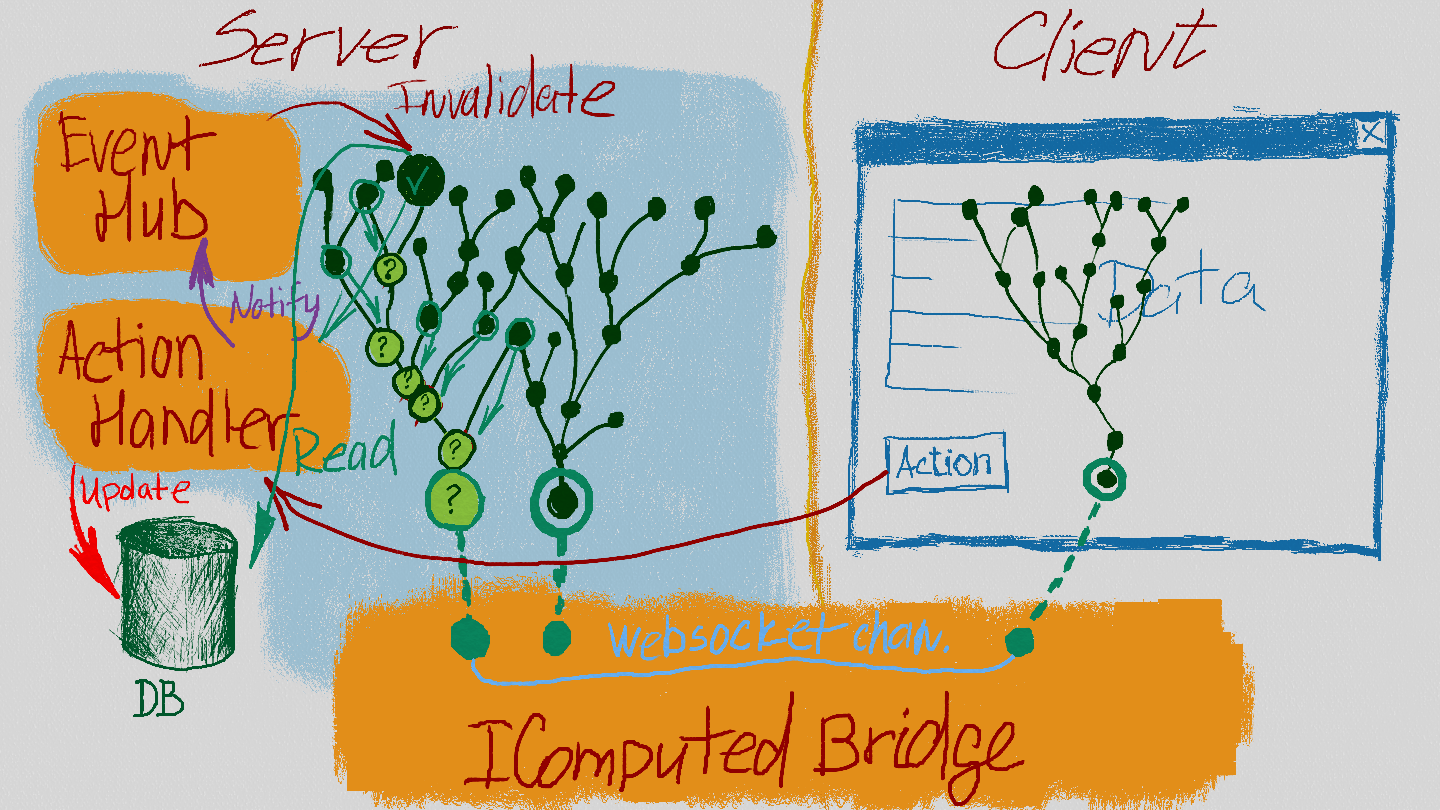 Server
Client
Invalidate
Event
Hub
Notify
Action
Handler
Read
Update
DB
?
?
?
?
?
?
Data
Action
X
Websocket chan.
IComputed Bridge